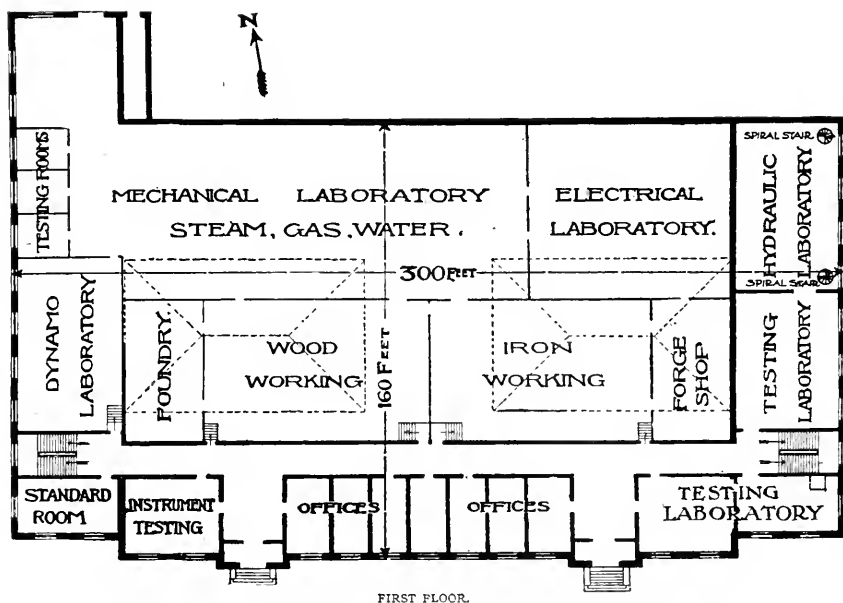 N
SPIRAL STAIR
TESTING ROOMS
MECHANICAL LABORATORY
STEAM, GAS, WATER.
ELECTRICAL
LABORATORY.
HYDRAULIC
LABORATORY
300 FEET
SPIRAL STAIR
DYNAMO
LABORATORY
FOUNDRY.
WOOD
WORKING
160 FEET
IRON
WORKING
FORGE
SHOP
TESTING
LABORATORY
STANDARD
ROOM
INSTRUMENT
TESTING
OFFICES
OFFICES
TESTING
LABORATORY
FIRST FLOOR.